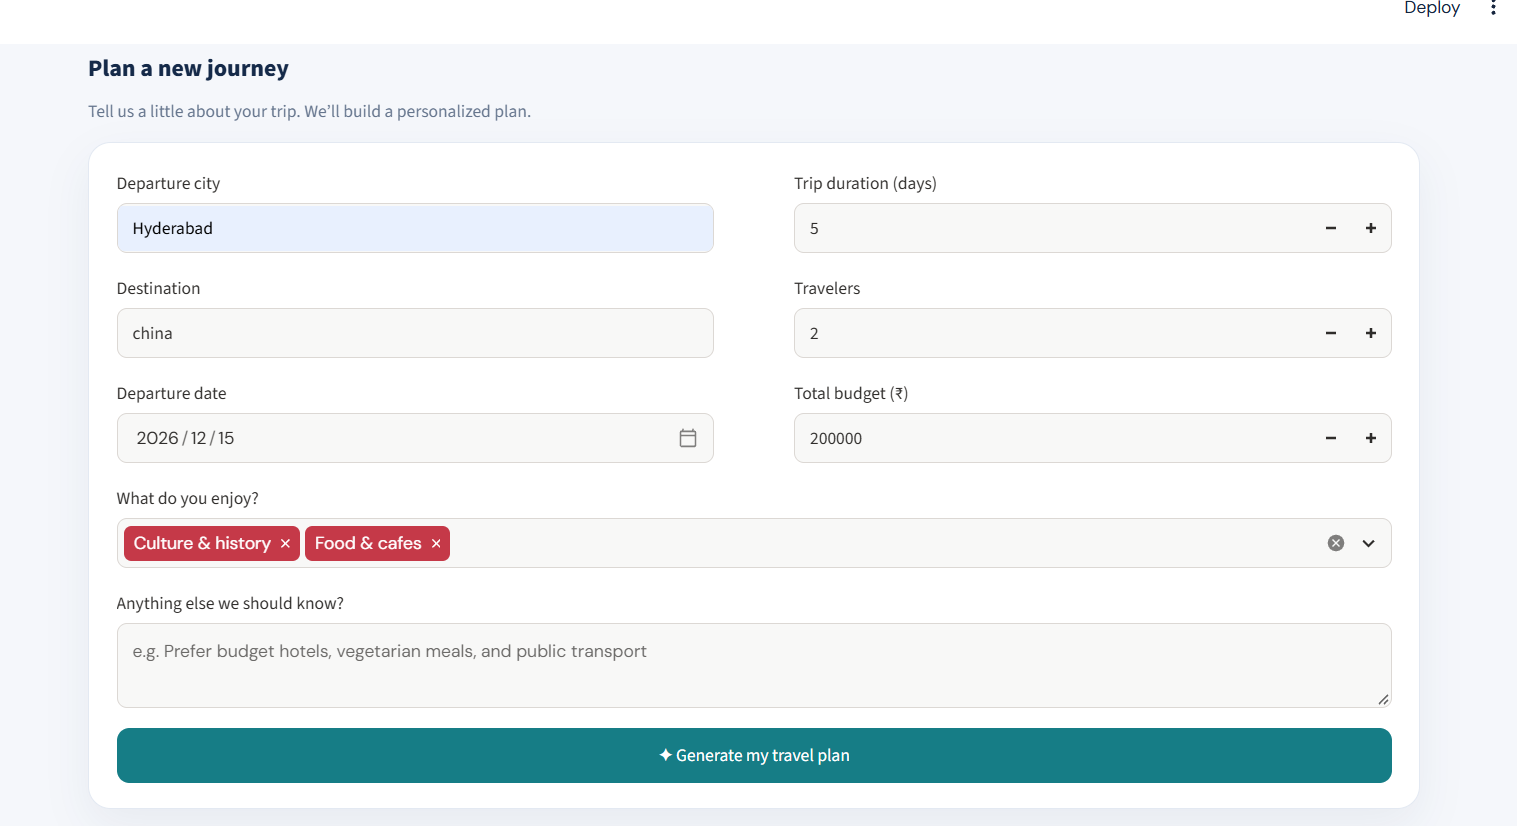 Deploy
Plan a new journey
Tell us a little about your trip. We’ll build a personalized plan.
Departure city
Hyderabad
Trip duration (days)
5
Destination
china
Travelers
2
Departure date
2026/12/15
Total budget (₹)
200000
What do you enjoy?
Culture & history × Food & cafes ×
Anything else we should know?
e.g. Prefer budget hotels, vegetarian meals, and public transport
✦ Generate my travel plan